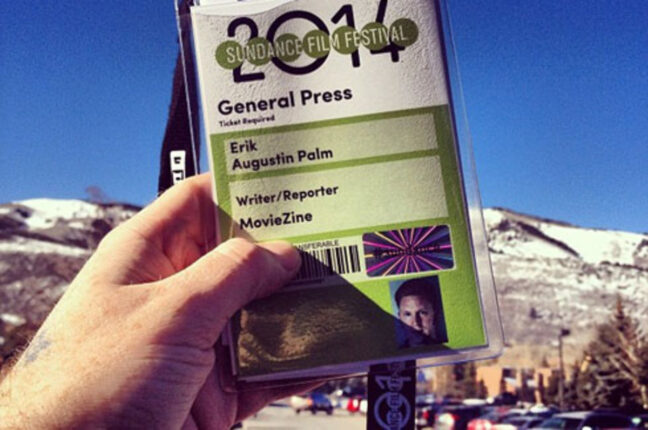 2014
SUNDANCE FILM FESTIVAL
General Press
Ticket Required
Erik
Augustin Palm
Writer/Reporter
MovieZine